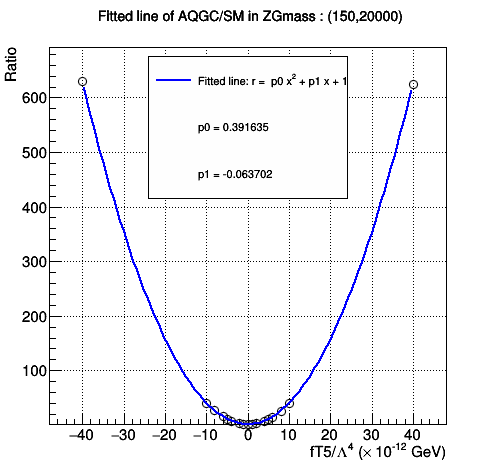 FItted line of AQGC/SM in ZGmass : (150,20000)
Ratio
Fitted line: r = p0 x² + p1 x + 1
p0 = 0.391635
p1 = -0.063702
600
500
400
300
200
100
−40 −30 −20 −10 0 10 20 30 40
fT5/Λ⁴ (× 10⁻¹² GeV)